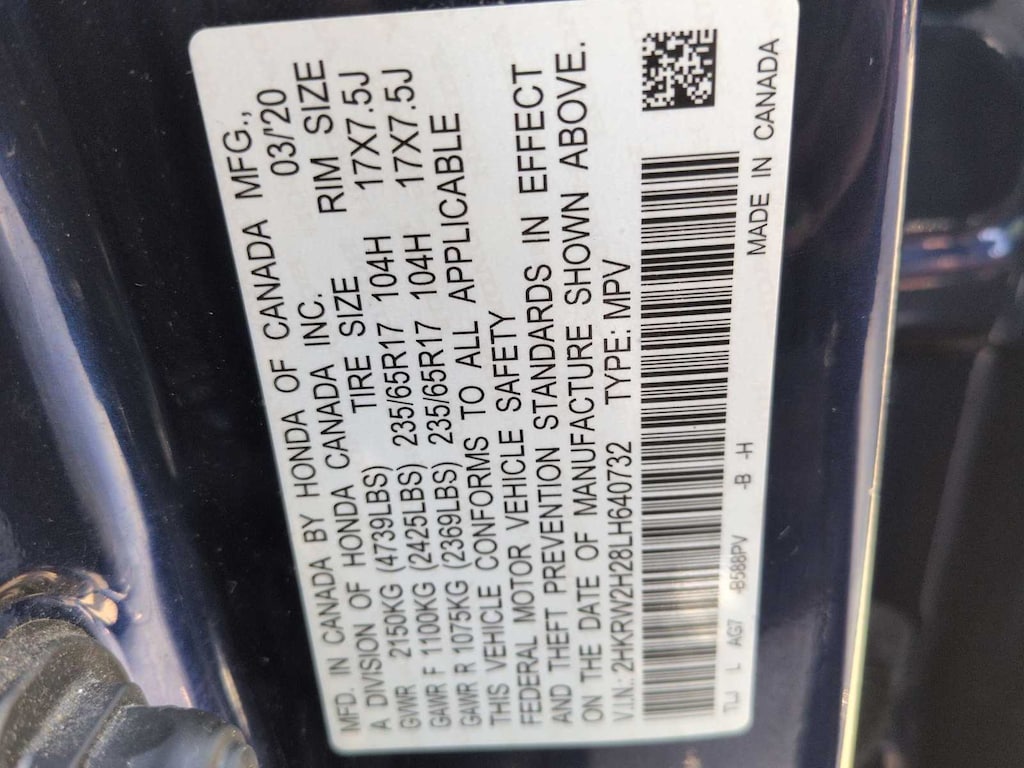 MFD. IN CANADA BY HONDA OF CANADA MFG.,
A DIVISION OF HONDA CANADA INC. 03/'20
TIRE SIZE RIM SIZE
GVWR 2150KG (4739LBS)
GAWR F 1100KG (2425LBS) 235/65R17 104H 17X7.5J
GAWR R 1075KG (2369LBS) 235/65R17 104H 17X7.5J
THIS VEHICLE CONFORMS TO ALL APPLICABLE
FEDERAL MOTOR VEHICLE SAFETY
AND THEFT PREVENTION STANDARDS IN EFFECT
ON THE DATE OF MANUFACTURE SHOWN ABOVE.
V.I.N.: 2HKRW2H28LH640732 TYPE: MPV
TLJ L AG7 -B588PV -B -H
MADE IN CANADA